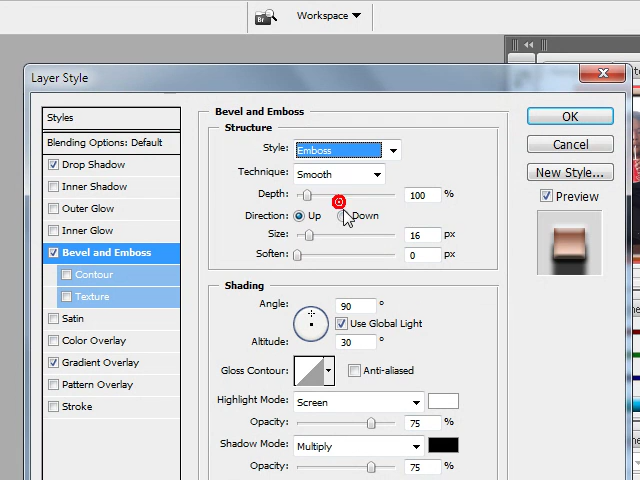 Br Workspace
Layer Style
Styles
Blending Options: Default
Drop Shadow
Inner Shadow
Outer Glow
Inner Glow
Bevel and Emboss
Contour
Texture
Satin
Color Overlay
Gradient Overlay
Pattern Overlay
Stroke
Bevel and Emboss
Structure
Style: Emboss
Technique: Smooth
Depth: 100 %
Direction: Up Down
Size: 16 px
Soften: 0 px
Shading
Angle: 90 °
Use Global Light
Altitude: 30 °
Gloss Contour: Anti-aliased
Highlight Mode: Screen
Opacity: 75 %
Shadow Mode: Multiply
Opacity: 75 %
OK
Cancel
New Style...
Preview